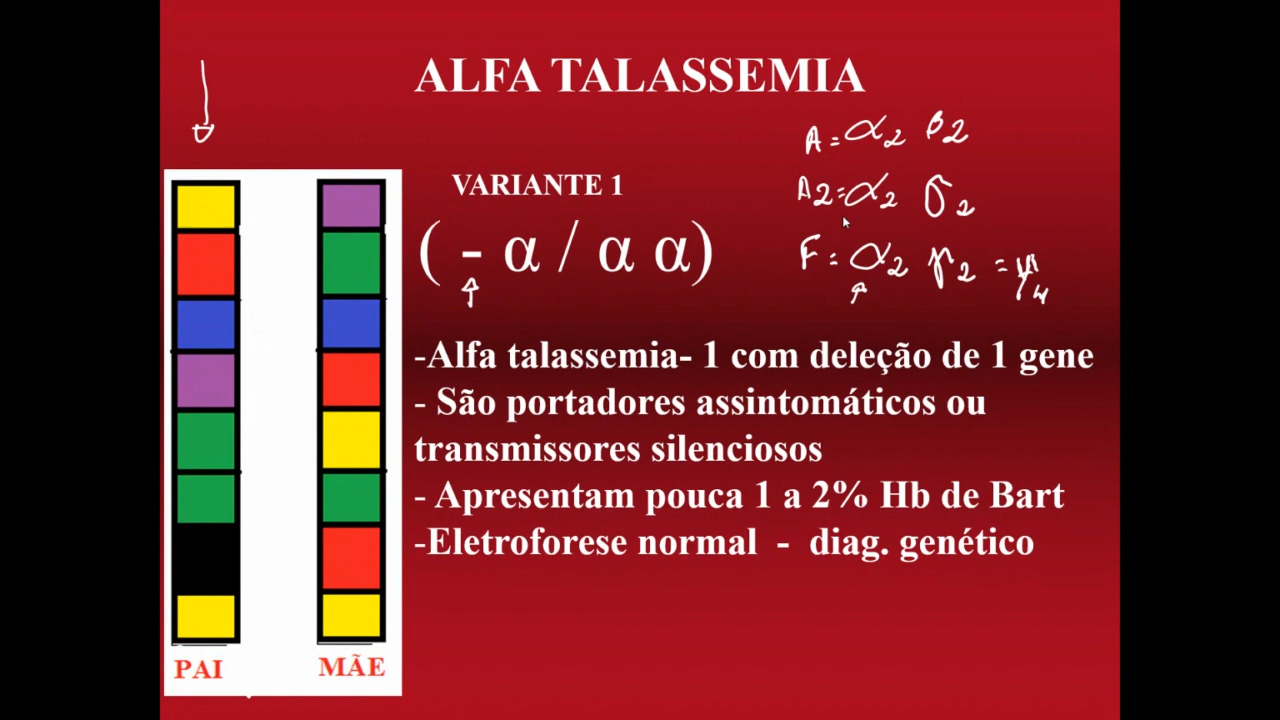 ALFA TALASSEMIA
A = α2 β2
VARIANTE 1
A2 = α2 δ2
( - α / α α)
F = α2 γ2 = γ4
-Alfa talassemia- 1 com deleção de 1 gene
- São portadores assintomáticos ou
transmissores silenciosos
- Apresentam pouca 1 a 2% Hb de Bart
-Eletroforese normal - diag. genético
PAI MÃE